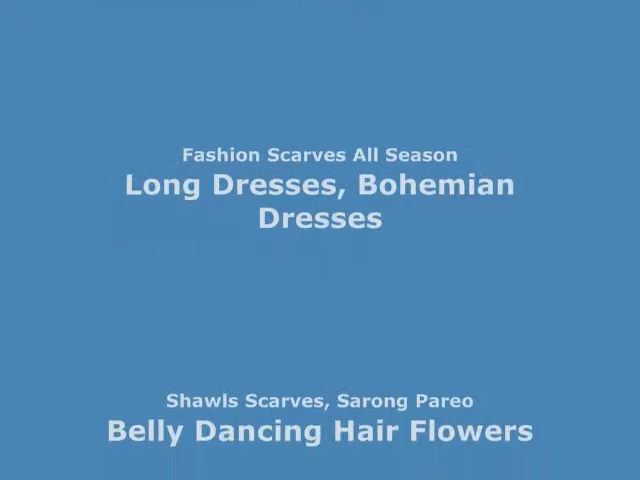 Fashion Scarves All Season
Long Dresses, Bohemian
Dresses
Shawls Scarves, Sarong Pareo
Belly Dancing Hair Flowers